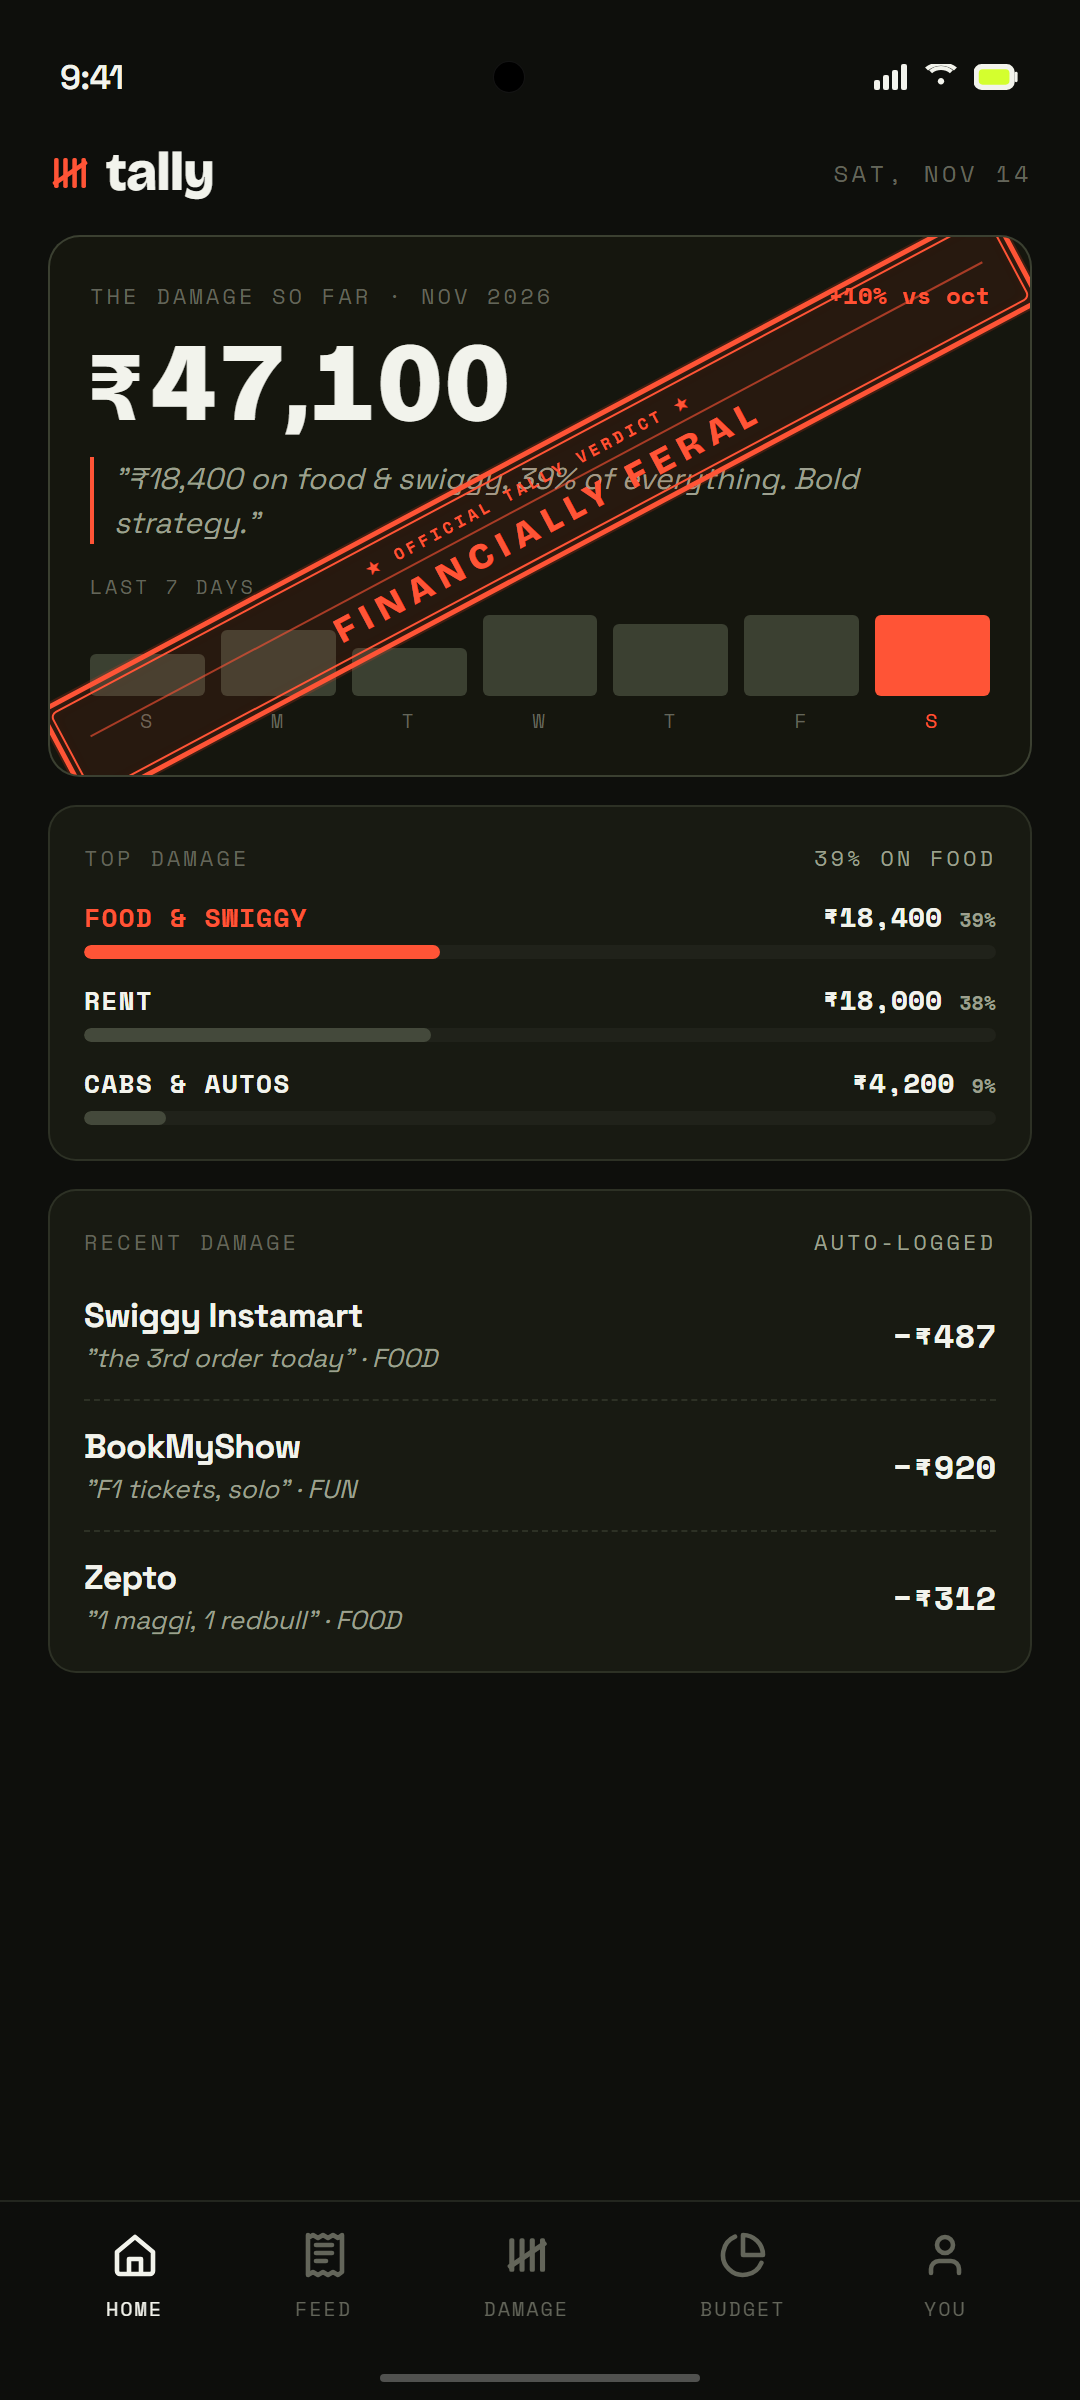 9:41
tally
SAT, NOV 14
THE DAMAGE SO FAR · NOV 2026
+10% vs oct
₹47,100
"₹18,400 on food & swiggy, 39% of everything. Bold
strategy."
★ OFFICIAL TALLY VERDICT ★
FINANCIALLY FERAL
LAST 7 DAYS
S M T W T F S
TOP DAMAGE
39% ON FOOD
FOOD & SWIGGY
₹18,400 39%
RENT
₹18,000 38%
CABS & AUTOS
₹4,200 9%
RECENT DAMAGE
AUTO-LOGGED
Swiggy Instamart
"the 3rd order today" · FOOD
−₹487
BookMyShow
"F1 tickets, solo" · FUN
−₹920
Zepto
"1 maggi, 1 redbull" · FOOD
−₹312
HOME
FEED
DAMAGE
BUDGET
YOU